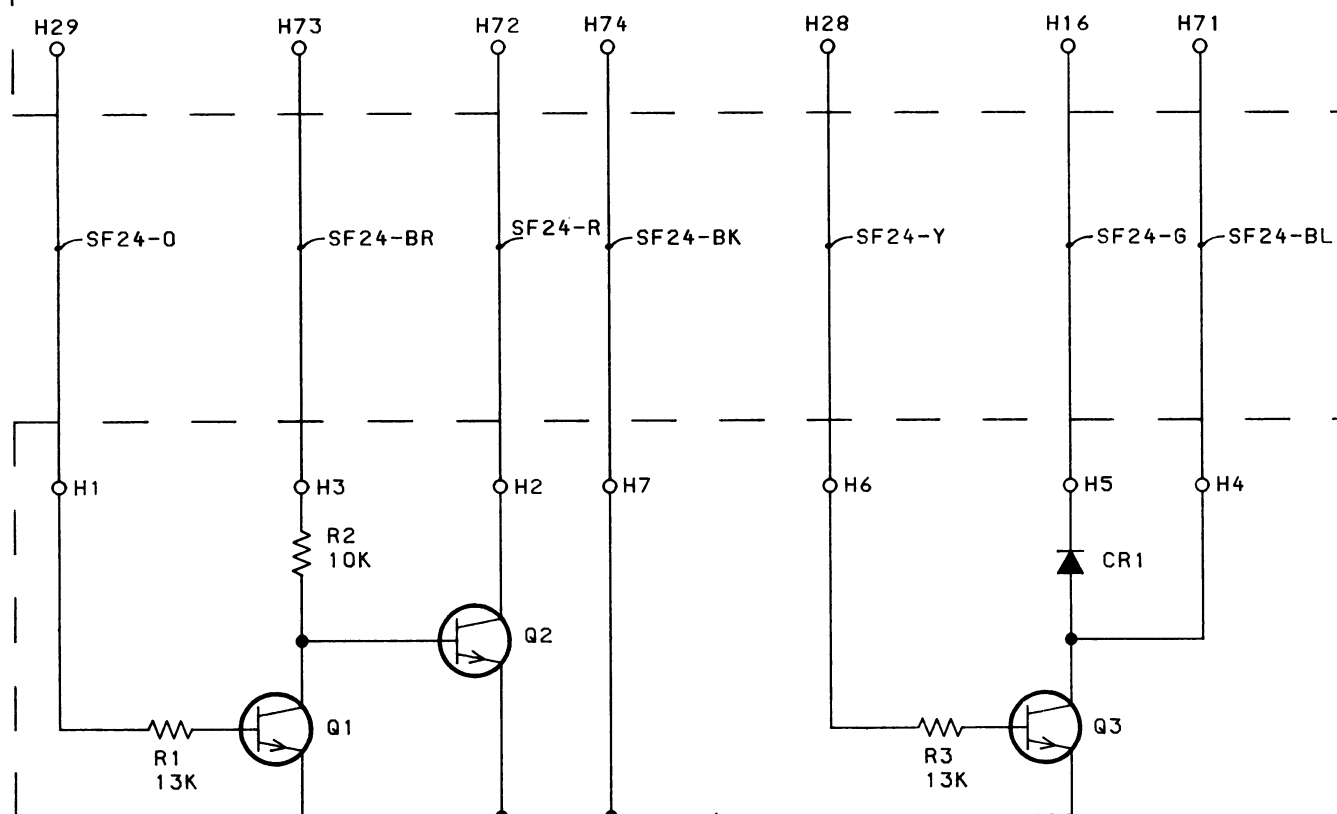 H29
H73
H72
H74
H28
H16
H71
SF24-O
SF24-BR
SF24-R
SF24-BK
SF24-Y
SF24-G
SF24-BL
H1
H3
H2
H7
H6
H5
H4
R2
10K
CR1
Q2
Q1
Q3
R1
13K
R3
13K